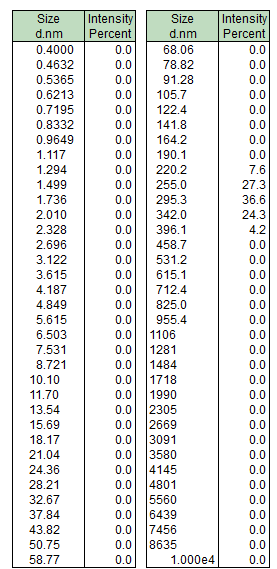 Size Intensity Size Intensity
d.nm Percent d.nm Percent
0.4000 0.0 68.06 0.0
0.4632 0.0 78.82 0.0
0.5365 0.0 91.28 0.0
0.6213 0.0 105.7 0.0
0.7195 0.0 122.4 0.0
0.8332 0.0 141.8 0.0
0.9649 0.0 164.2 0.0
1.117 0.0 190.1 0.0
1.294 0.0 220.2 7.6
1.499 0.0 255.0 27.3
1.736 0.0 295.3 36.6
2.010 0.0 342.0 24.3
2.328 0.0 396.1 4.2
2.696 0.0 458.7 0.0
3.122 0.0 531.2 0.0
3.615 0.0 615.1 0.0
4.187 0.0 712.4 0.0
4.849 0.0 825.0 0.0
5.615 0.0 955.4 0.0
6.503 0.0 1106 0.0
7.531 0.0 1281 0.0
8.721 0.0 1484 0.0
10.10 0.0 1718 0.0
11.70 0.0 1990 0.0
13.54 0.0 2305 0.0
15.69 0.0 2669 0.0
18.17 0.0 3091 0.0
21.04 0.0 3580 0.0
24.36 0.0 4145 0.0
28.21 0.0 4801 0.0
32.67 0.0 5560 0.0
37.84 0.0 6439 0.0
43.82 0.0 7456 0.0
50.75 0.0 8635 0.0
58.77 0.0 1.000e4 0.0